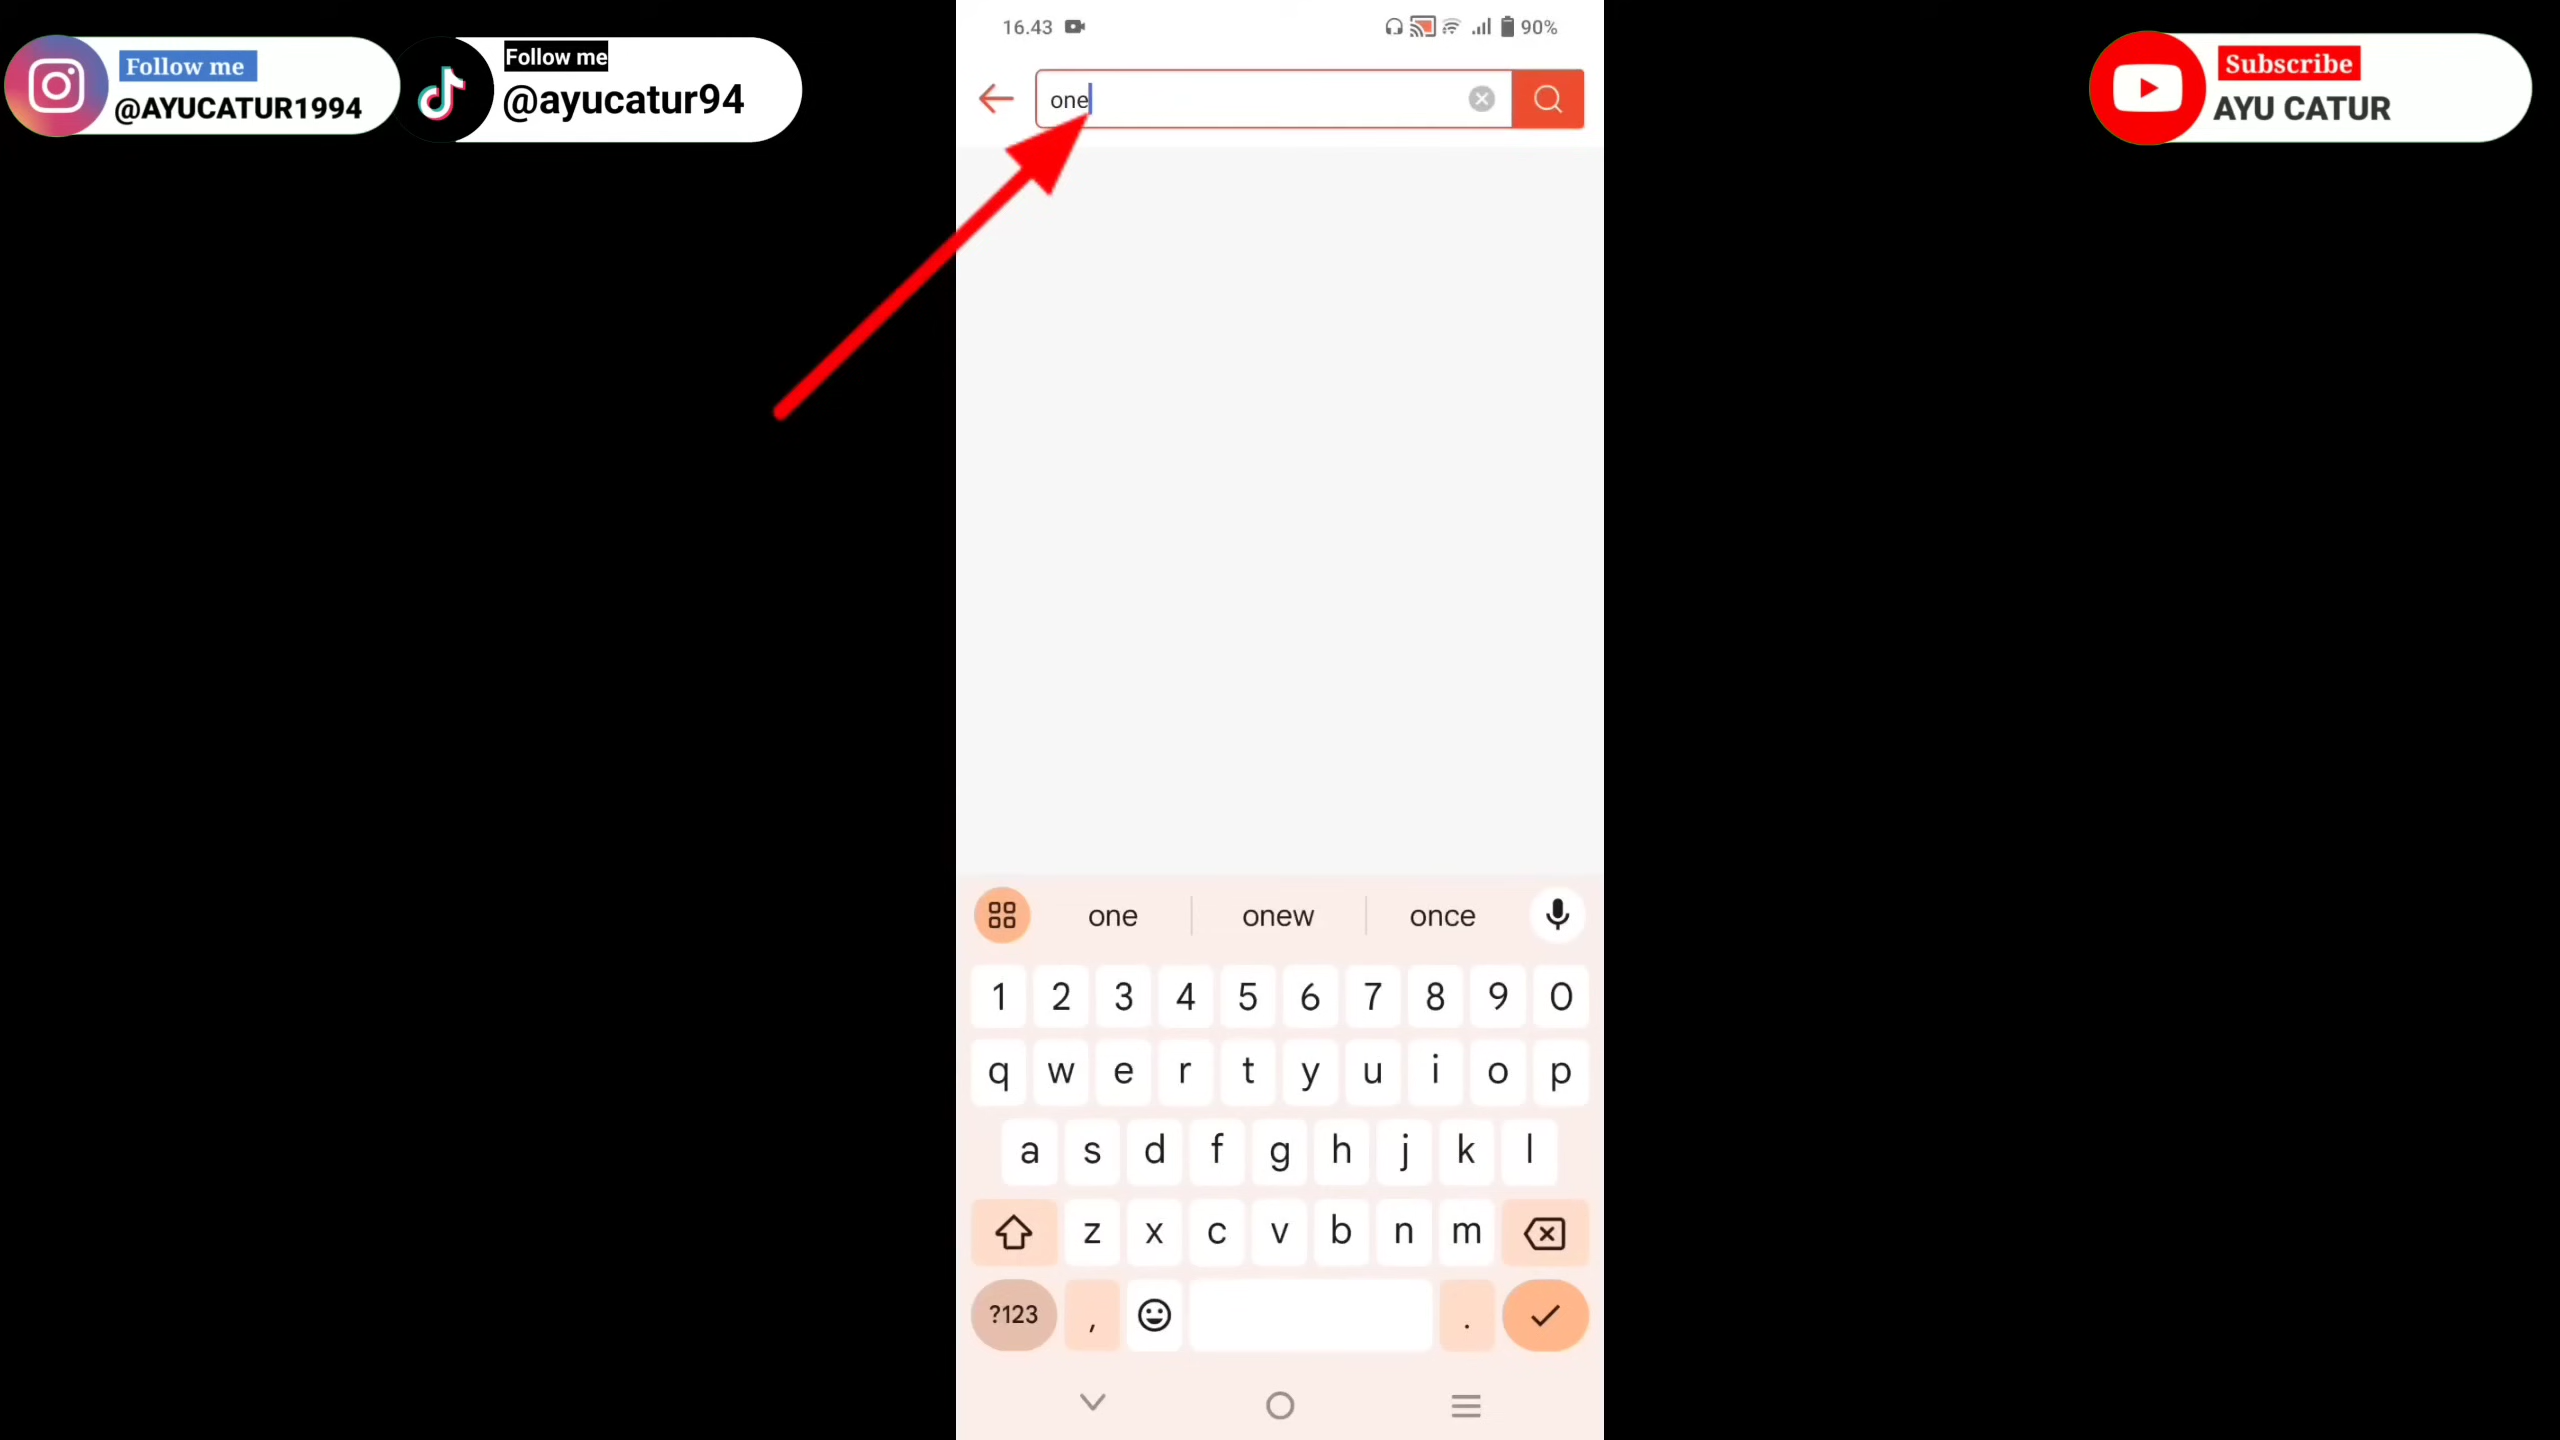 Follow me
@AYUCATUR1994
Follow me
@ayucatur94
Subscribe
AYU CATUR
16.43
90%
one
one onew once
1 2 3 4 5 6 7 8 9 0
q w e r t y u i o p
a s d f g h j k l
z x c v b n m
?123 , .